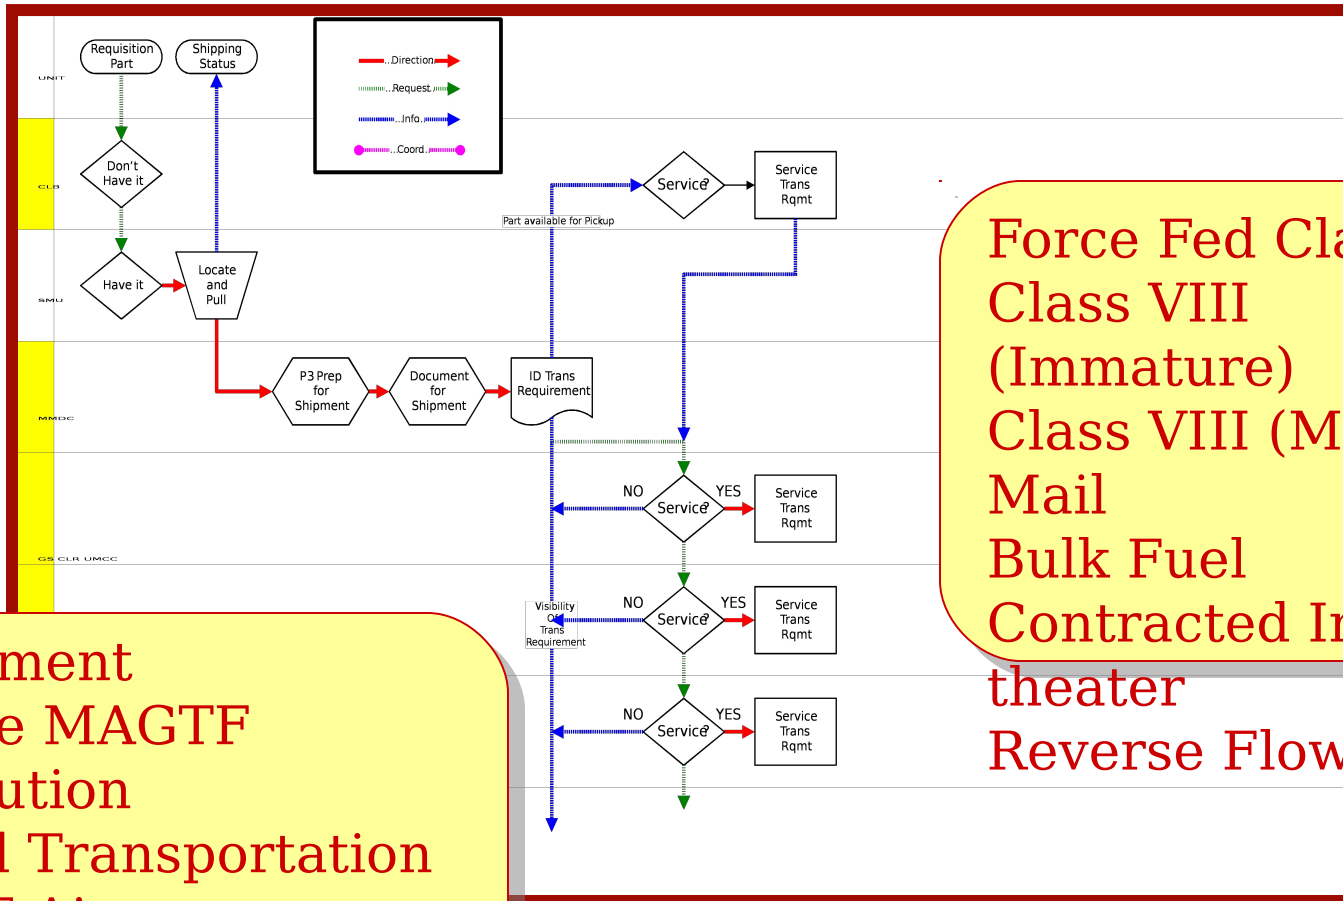 Requisition
Part
Shipping
Status
...Direction..
...Request..
...Info..
...Coord..
UNIT
Don't
Have it
CLB
Service?
Service
Trans
Rqmt
Part available for Pickup
Have it
Locate
and
Pull
SMU
P3 Prep
for
Shipment
Document
for
Shipment
ID Trans
Requirement
MMDC
NO
Service?
YES
Service
Trans
Rqmt
GS CLR UMCC
Visibility
Of
Trans
Requirement
NO
Service?
YES
Service
Trans
Rqmt
NO
Service?
YES
Service
Trans
Rqmt
Force Fed Cla
Class VIII
(Immature)
Class VIII (M
Mail
Bulk Fuel
Contracted In
theater
Reverse Flow
ment
e MAGTF
ution
l Transportation